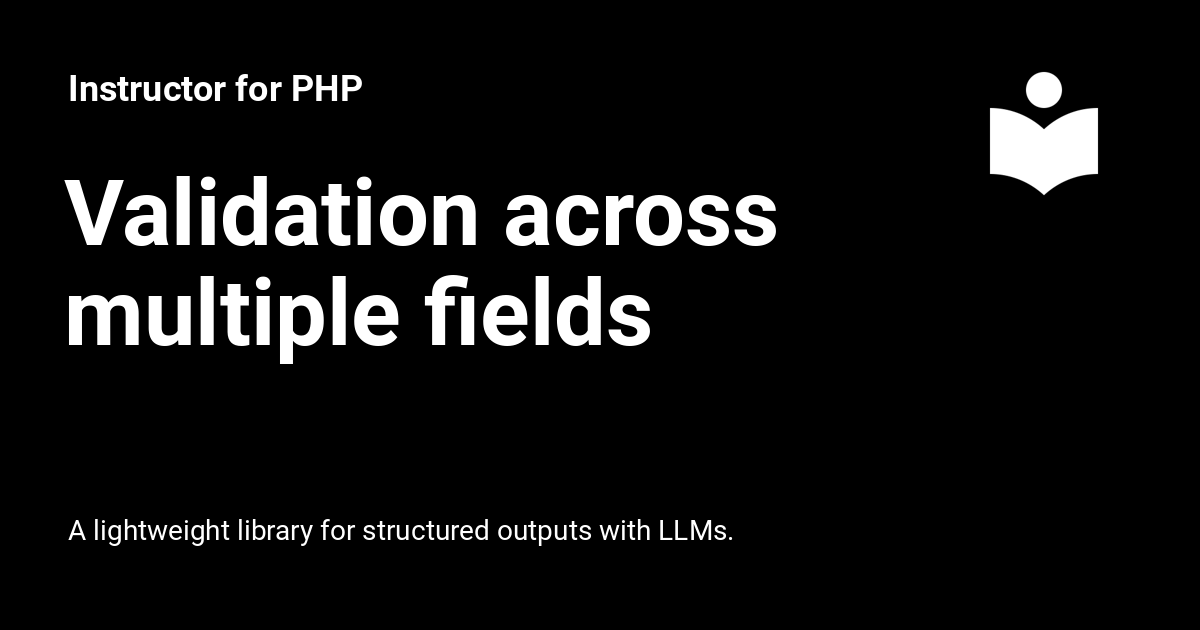 Instructor for PHP
Validation across
multiple fields
A lightweight library for structured outputs with LLMs.